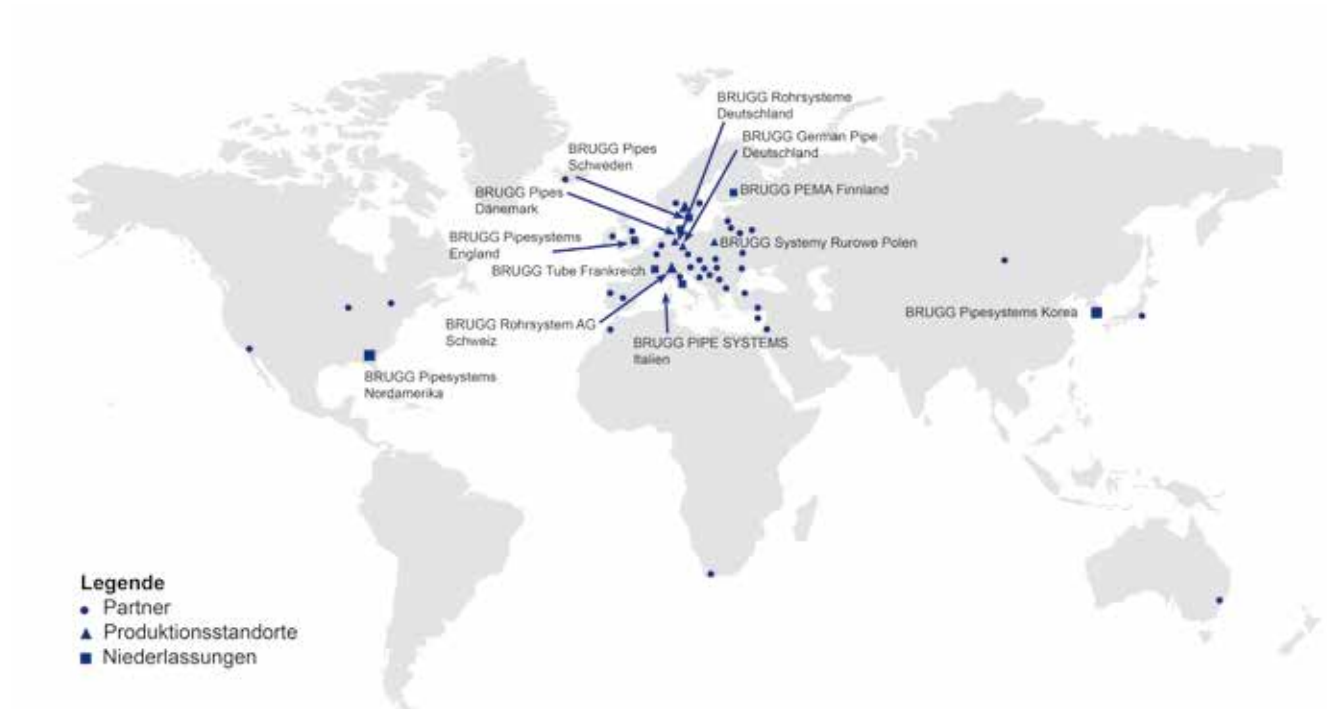 BRUGG Rohrsysteme
Deutschland
BRUGG German Pipe
Deutschland
BRUGG Pipes
Schweden
BRUGG PEMA Finnland
BRUGG Pipes
Dänemark
BRUGG Pipesystems
England
BRUGG Systemy Rurowe Polen
BRUGG Tube Frankreich
BRUGG Pipesystems Korea
BRUGG Rohrsystem AG
Schweiz
BRUGG PIPE SYSTEMS
Italien
BRUGG Pipesystems
Nordamerika
Legende
Partner
Produktionsstandorte
Niederlassungen